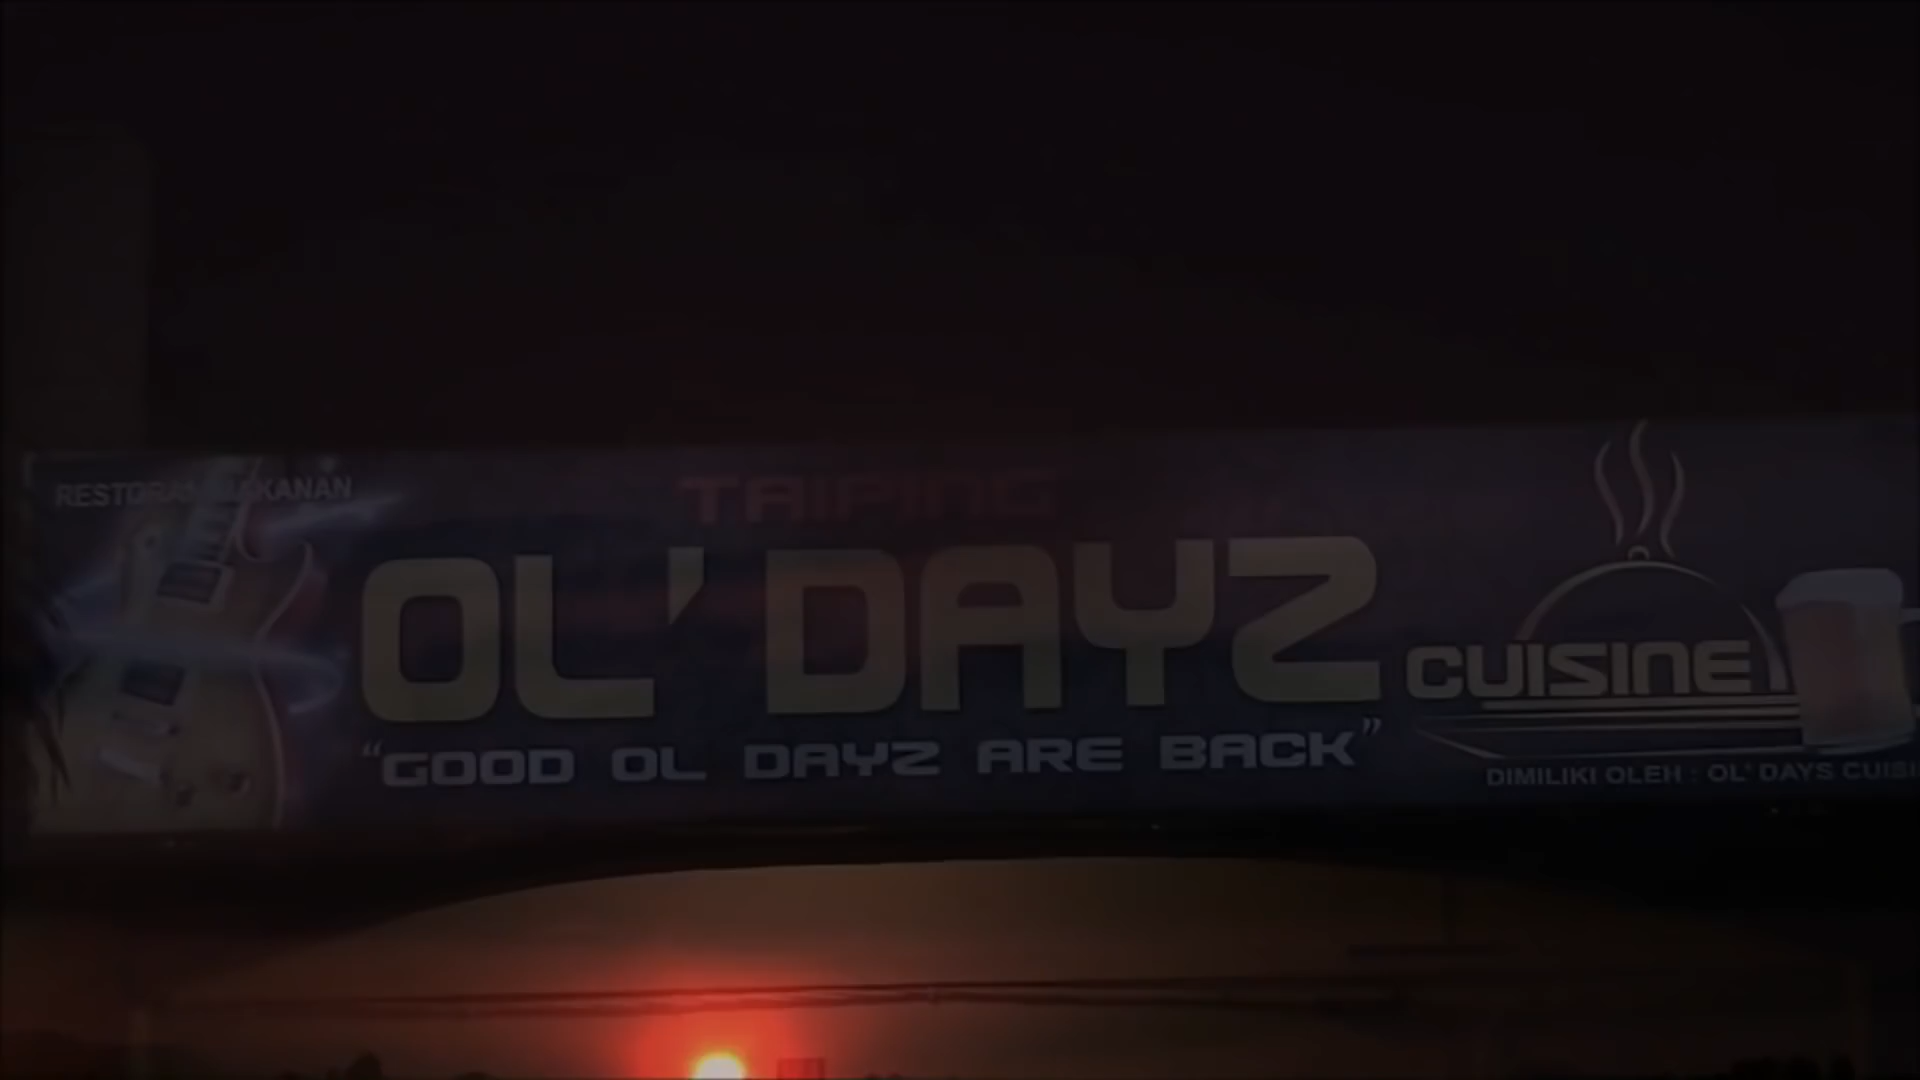 RESTORAN MAKANAN
TAIPING
OL' DAYZ
CUISINE
“GOOD OL DAYZ ARE BACK”
DIMILIKI OLEH : OL' DAYS